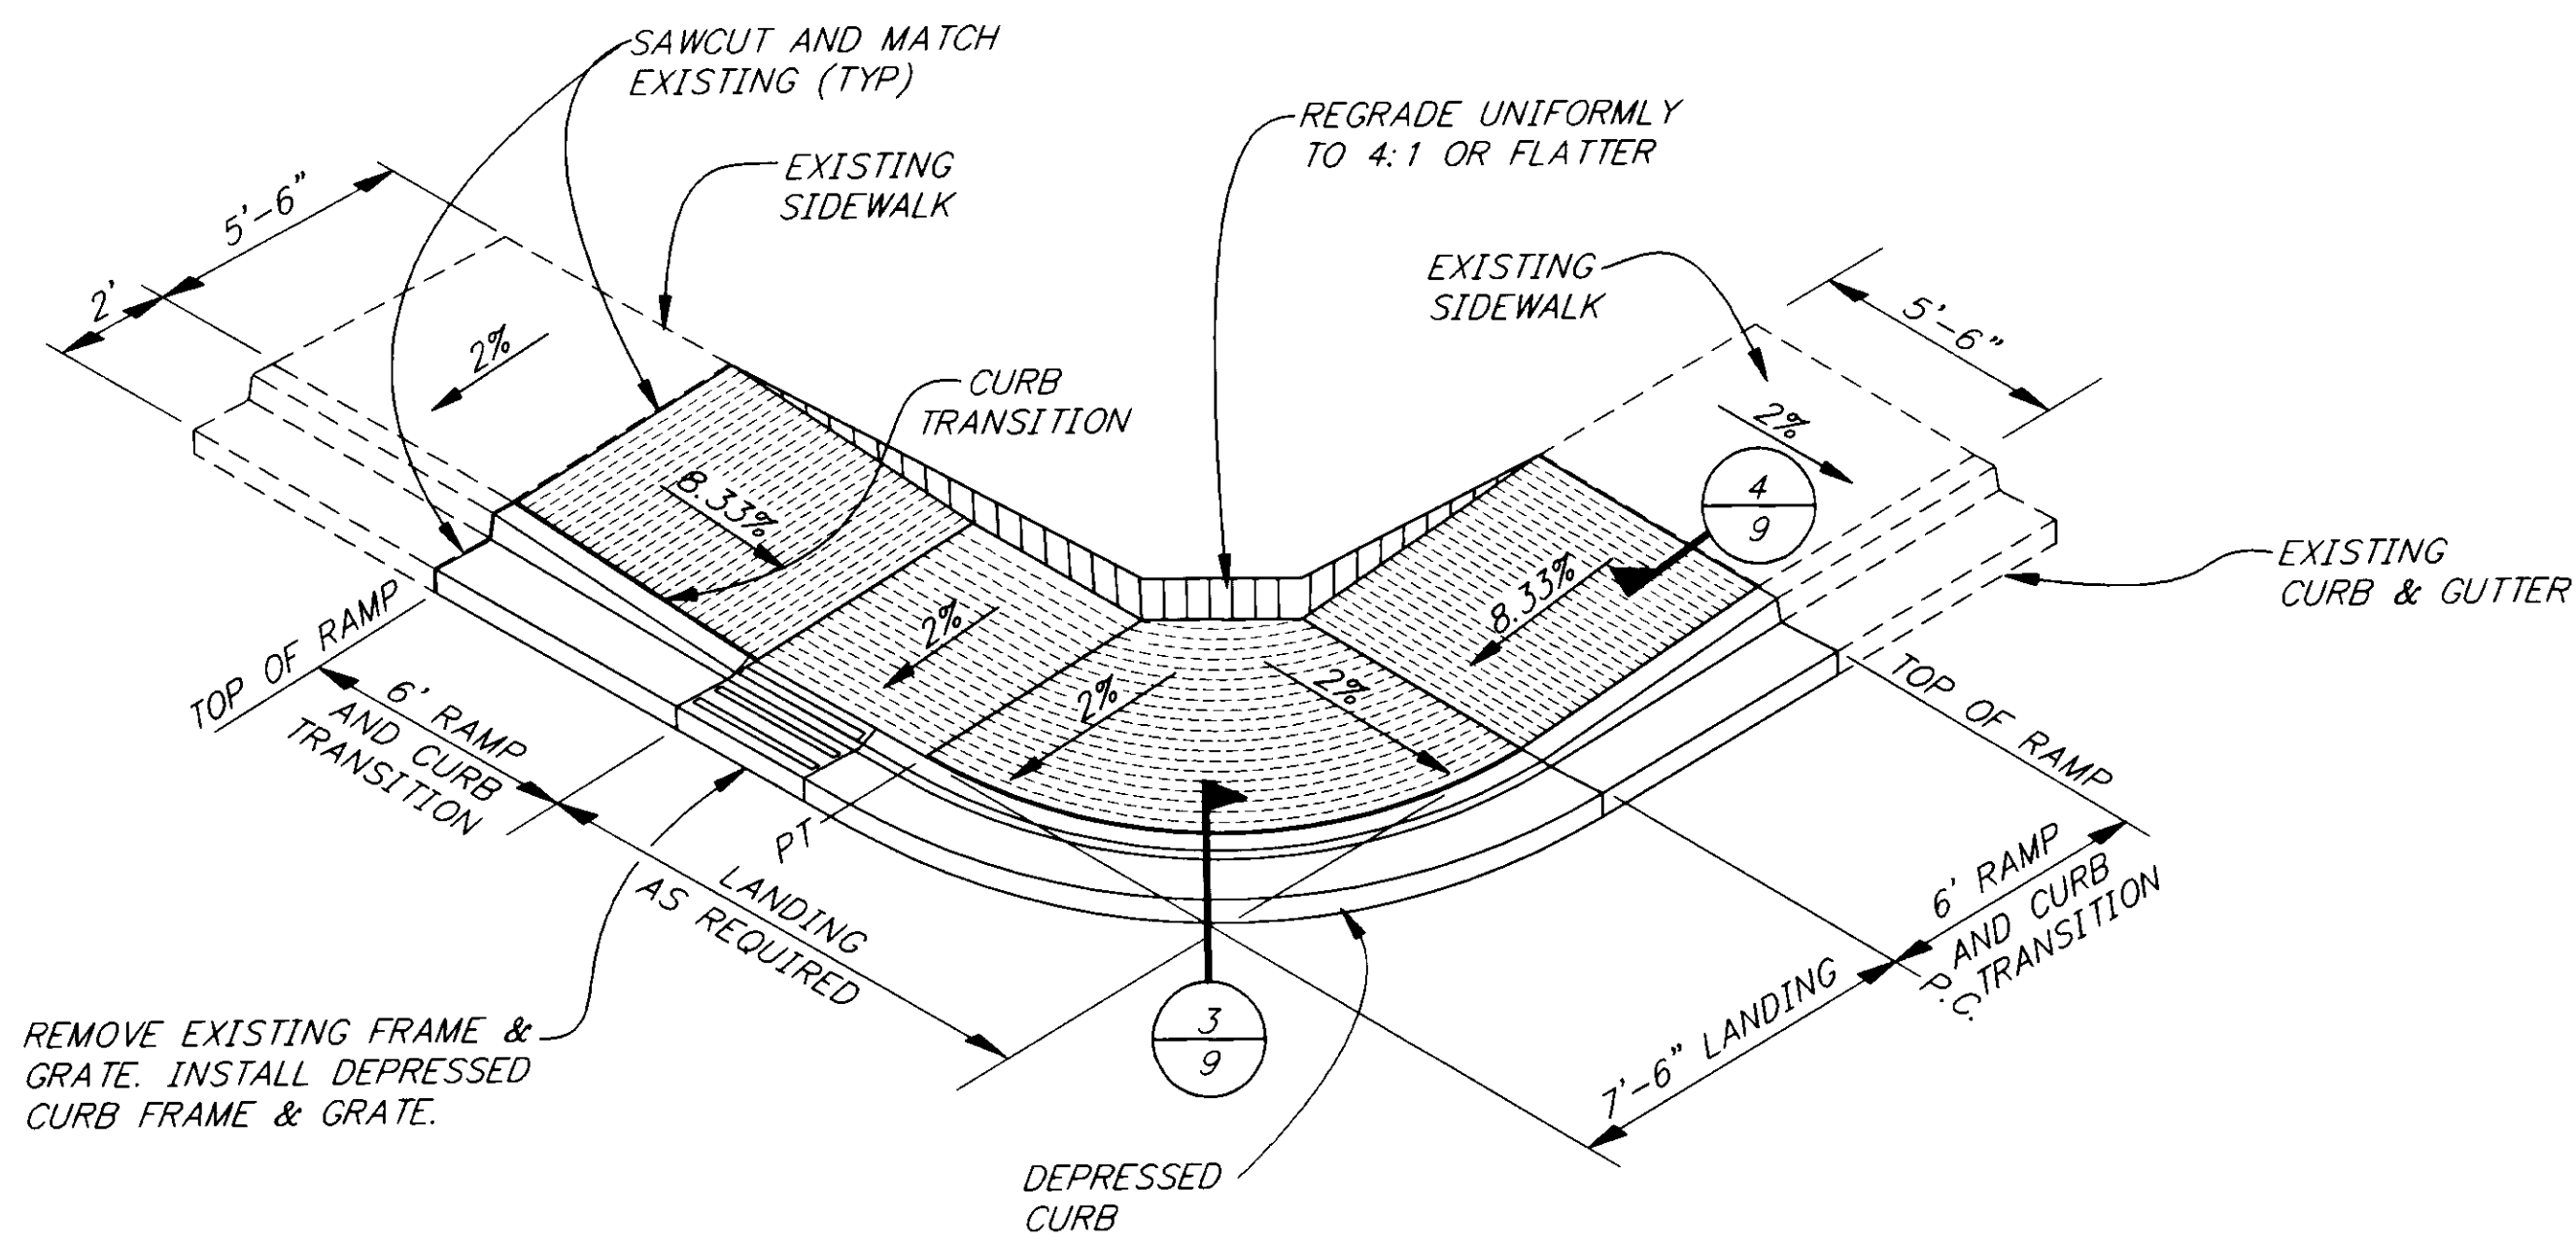 SAWCUT AND MATCH
EXISTING (TYP)
REGRADE UNIFORMLY
TO 4:1 OR FLATTER
EXISTING
SIDEWALK
5'-6"
2'
2%
EXISTING
SIDEWALK
5'-6"
2%
CURB
TRANSITION
4
9
8.33%
8.33%
EXISTING
CURB & GUTTER
2%
2%
2%
TOP OF RAMP
6' RAMP
AND CURB
TRANSITION
TOP OF RAMP
6' RAMP
AND CURB
TRANSITION
PT
LANDING
AS REQUIRED
P.C.
7'-6" LANDING
3
9
REMOVE EXISTING FRAME &
GRATE. INSTALL DEPRESSED
CURB FRAME & GRATE.
DEPRESSED
CURB